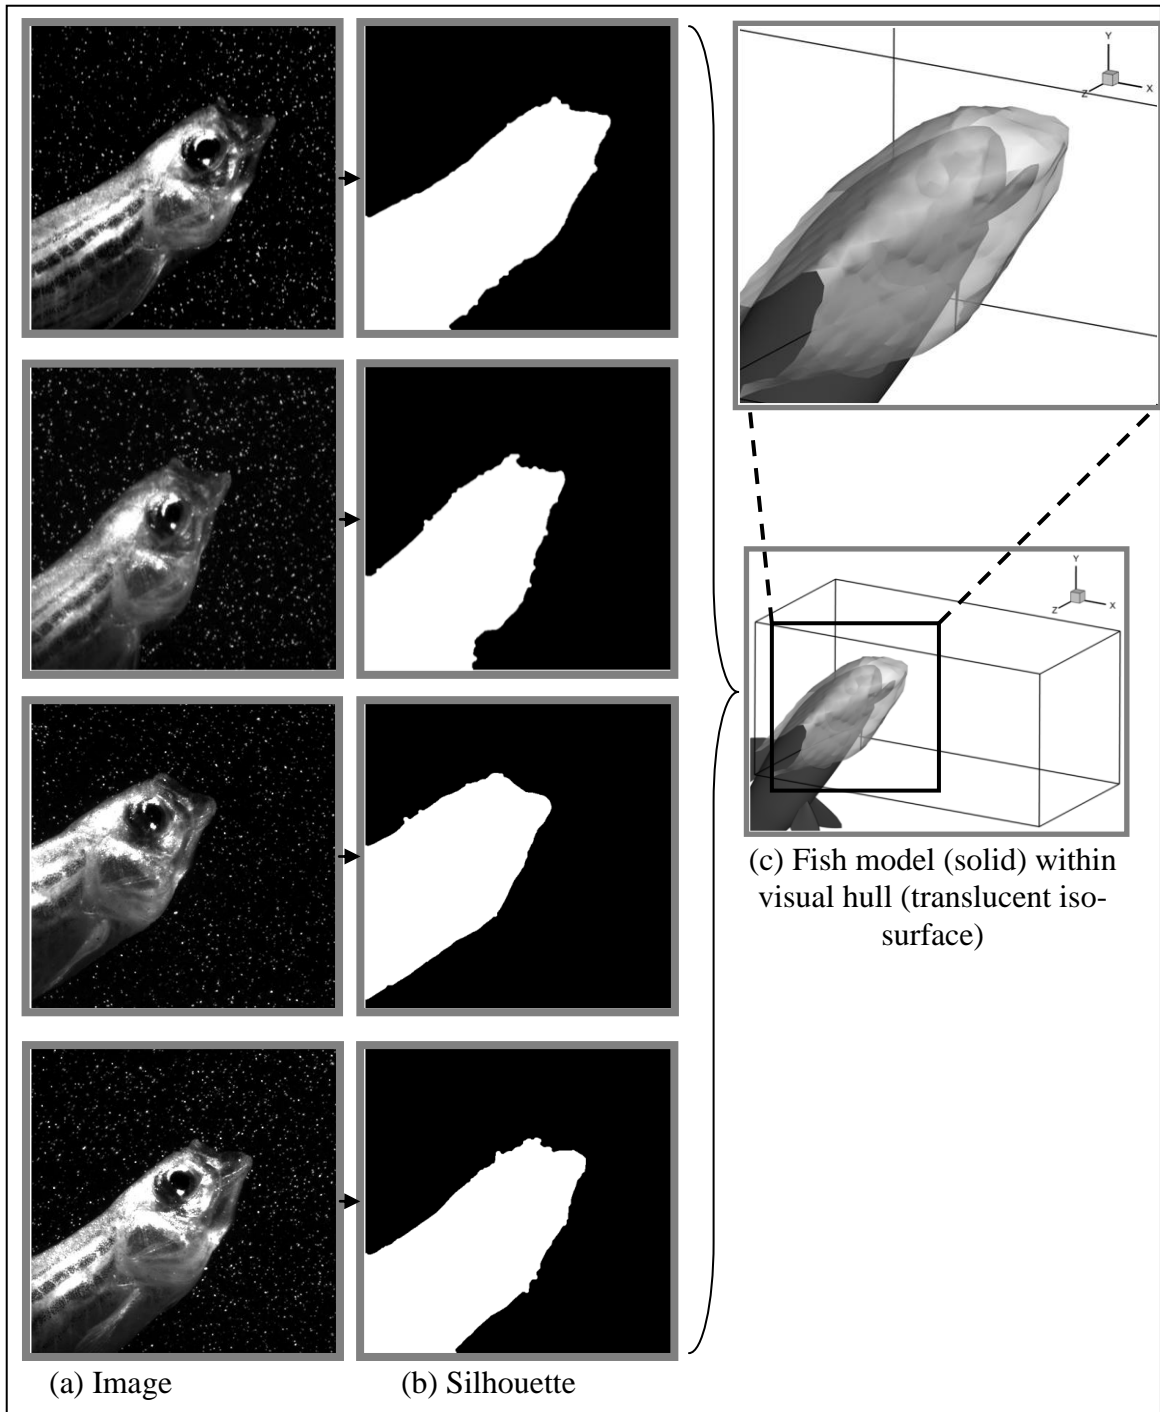 Y
X
Z
Y
X
Z
(c) Fish model (solid) within
visual hull (translucent iso-
surface)
(a) Image
(b) Silhouette